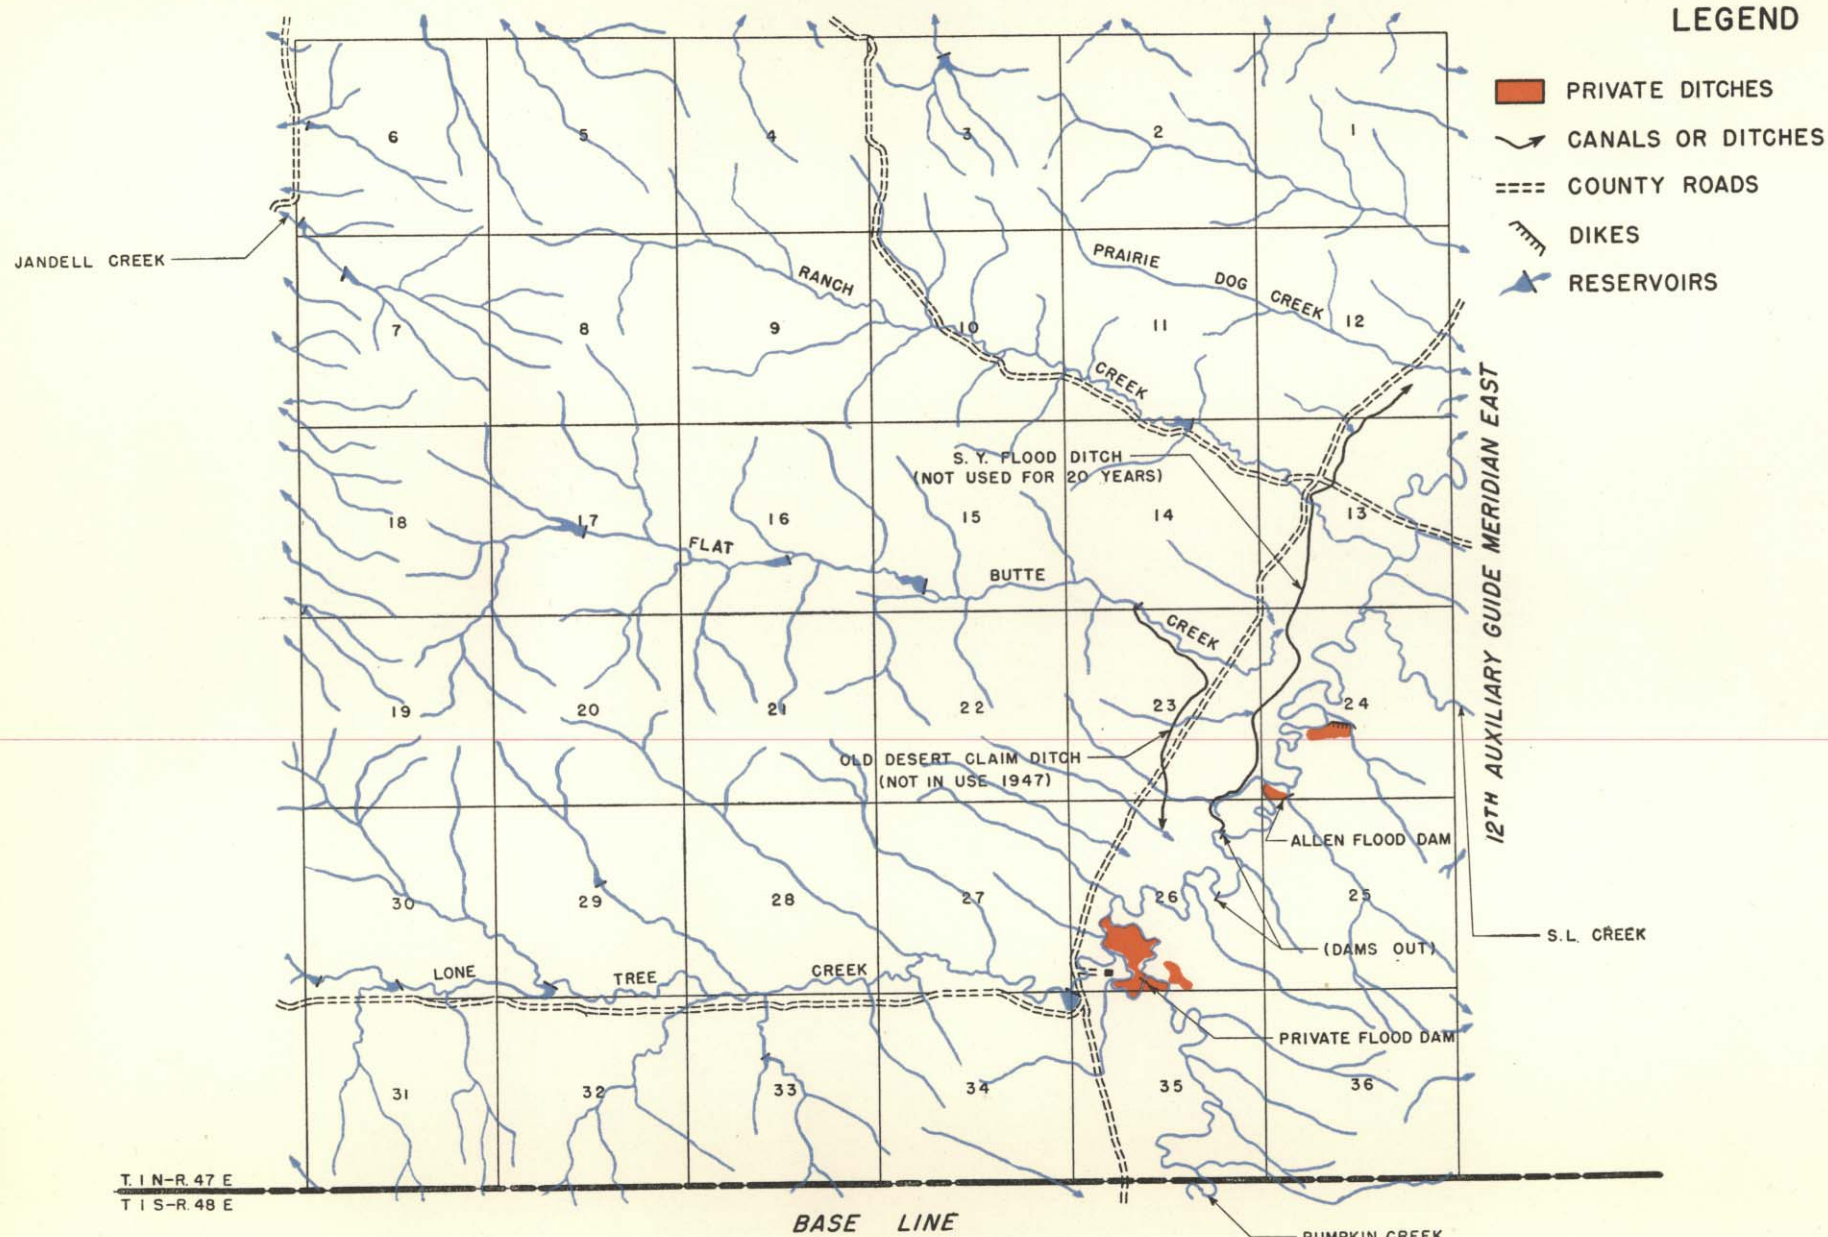 LEGEND
PRIVATE DITCHES
CANALS OR DITCHES
COUNTY ROADS
DIKES
RESERVOIRS
6 5 4 3 2 1
JANDELL CREEK
RANCH
PRAIRIE DOG CREEK
7 8 9 10 11 12
CREEK
12TH AUXILIARY GUIDE MERIDIAN EAST
S. Y. FLOOD DITCH
(NOT USED FOR 20 YEARS)
18 17 16 15 14 13
FLAT BUTTE
CREEK
19 20 21 22 23 24
OLD DESERT CLAIM DITCH
(NOT IN USE 1947)
ALLEN FLOOD DAM
30 29 28 27 26 25
S.L. CREEK
(DAMS OUT)
LONE TREE CREEK
PRIVATE FLOOD DAM
31 32 33 34 35 36
T. 1 N-R. 47 E
T 1 S-R. 48 E
BASE LINE
PUMPKIN CREEK